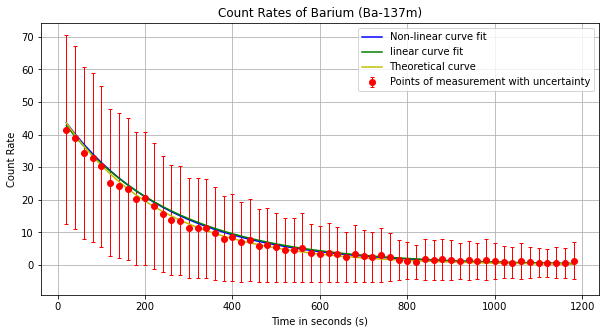 Count Rates of Barium (Ba-137m)
Non-linear curve fit
linear curve fit
Theoretical curve
Points of measurement with uncertainty
Count Rate
70
60
50
40
30
20
10
0
0 200 400 600 800 1000 1200
Time in seconds (s)